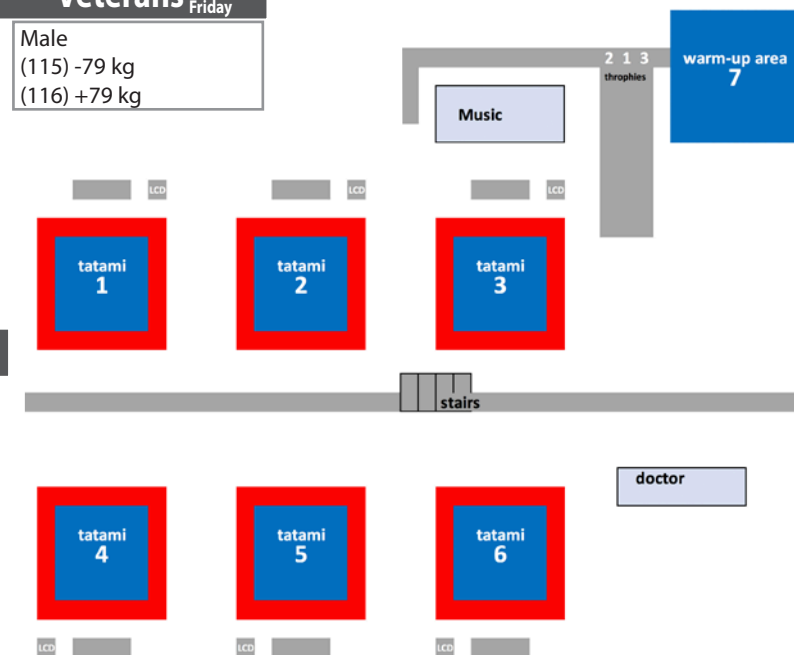 Veterans Friday
Male
(115) -79 kg
(116) +79 kg
2 1 3
throphies
warm-up area
7
Music
LCD
LCD
LCD
tatami
1
tatami
2
tatami
3
stairs
doctor
tatami
4
tatami
5
tatami
6
LCD
LCD
LCD